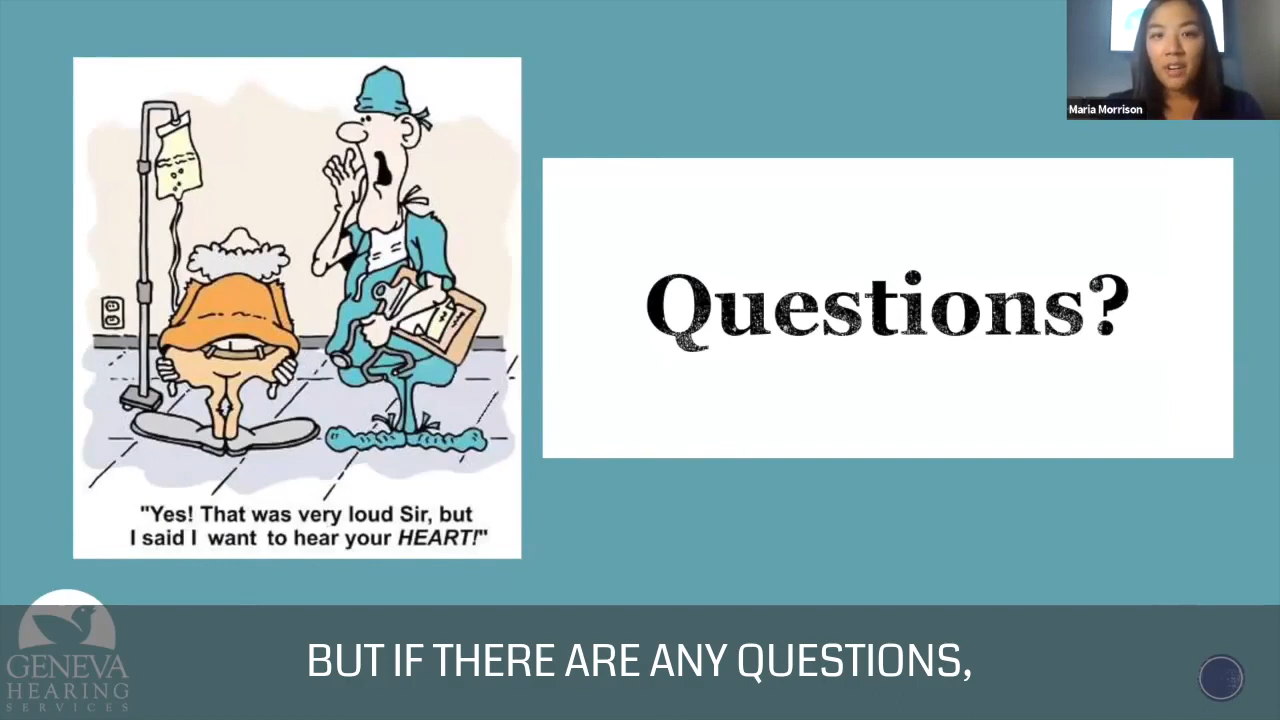 Maria Morrison
Questions?
"Yes! That was very loud Sir, but
I said I want to hear your HEART!"
GENEVA
HEARING
SERVICES
BUT IF THERE ARE ANY QUESTIONS,